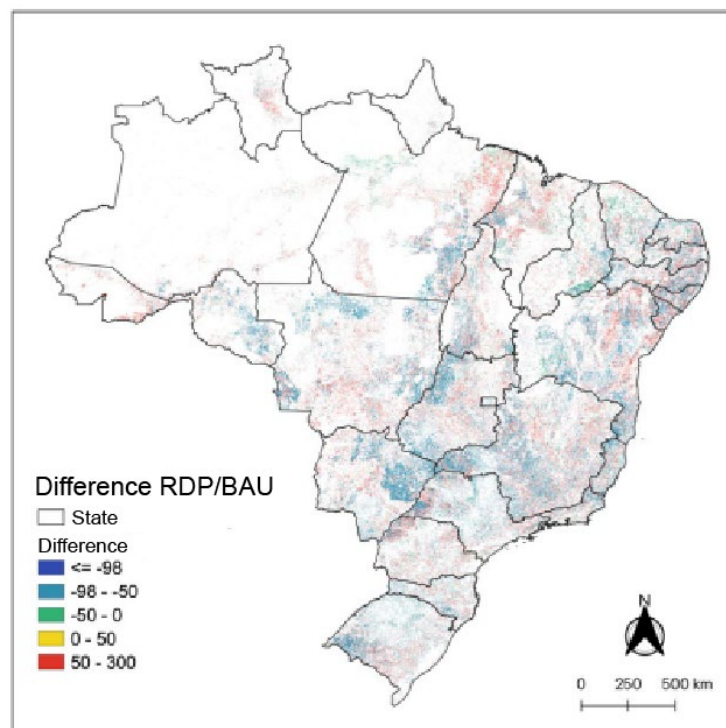 Difference RDP/BAU
State
Difference
<= -98
-98 - -50
-50 - 0
0 - 50
50 - 300
N
0 250 500 km